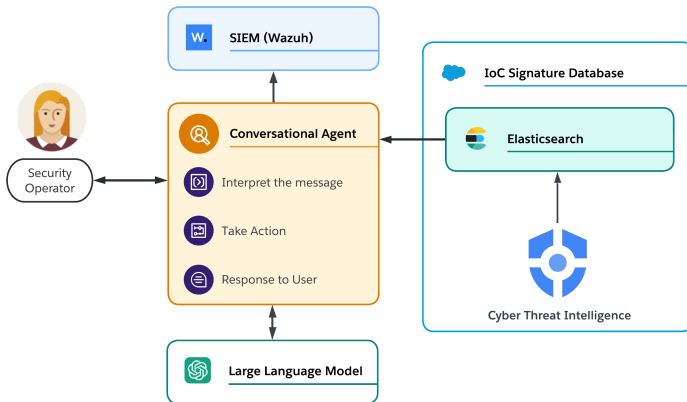 W.
SIEM (Wazuh)
IoC Signature Database
Conversational Agent
Elasticsearch
Security
Operator
Interpret the message
Take Action
Response to User
Cyber Threat Intelligence
Large Language Model